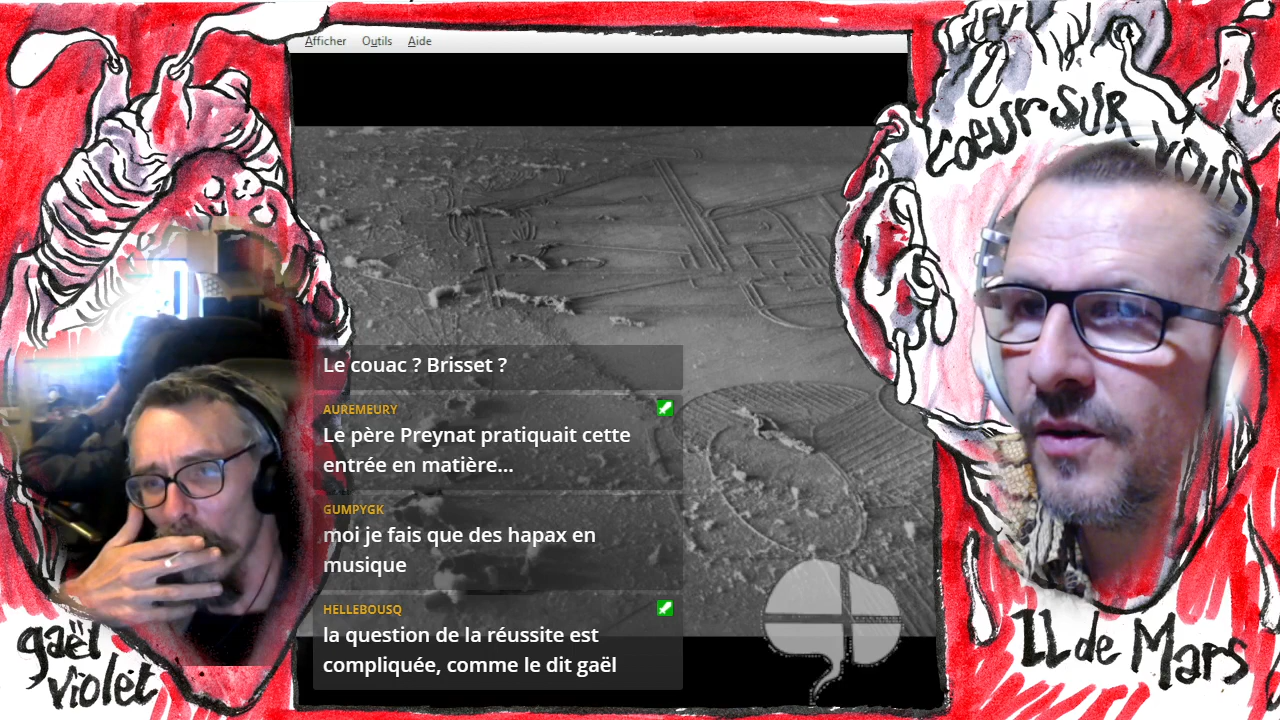 Afficher Outils Aide
cœur SUR VOUS
Le couac ? Brisset ?
AUREMEURY
Le père Preynat pratiquait cette
entrée en matière...
GUMPYGK
moi je fais que des hapax en
musique
HELLEBOUSQ
la question de la réussite est
compliquée, comme le dit gaël
gaël
violet
LL de Mars